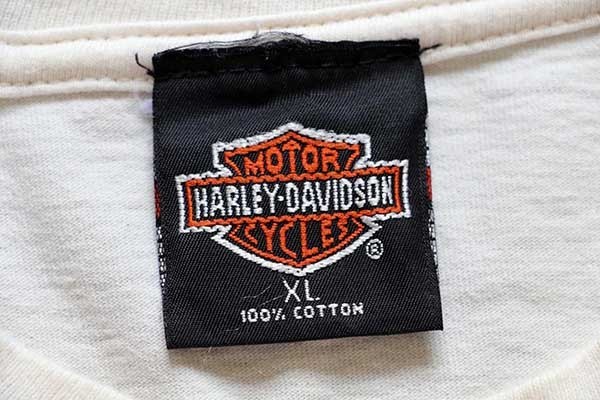 MOTOR
HARLEY-DAVIDSON
CYCLES
®
XL
100% COTTON